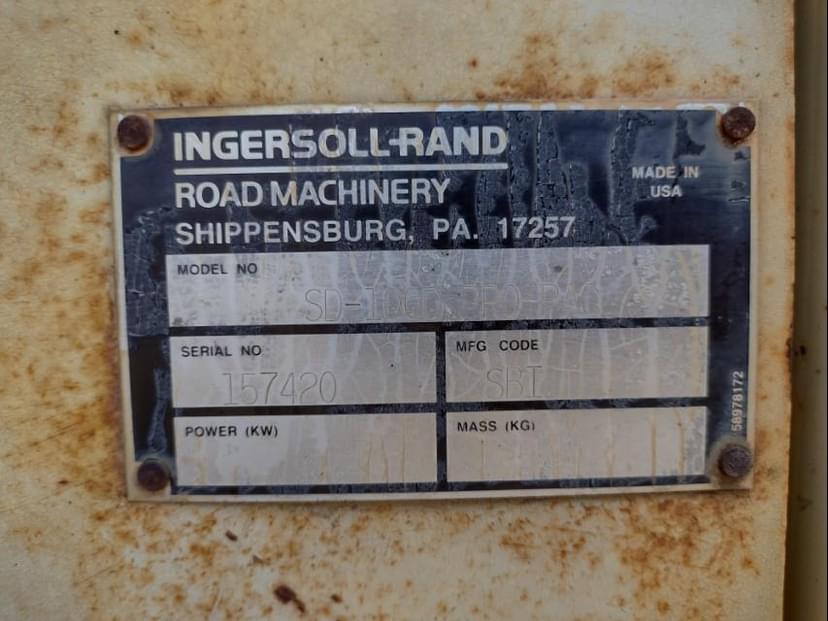 INGERSOLL-RAND
ROAD MACHINERY
MADE IN
USA
SHIPPENSBURG, PA. 17257
MODEL NO
SERIAL NO
157420
MFG CODE
SBI
POWER (KW)
MASS (KG)
58978172